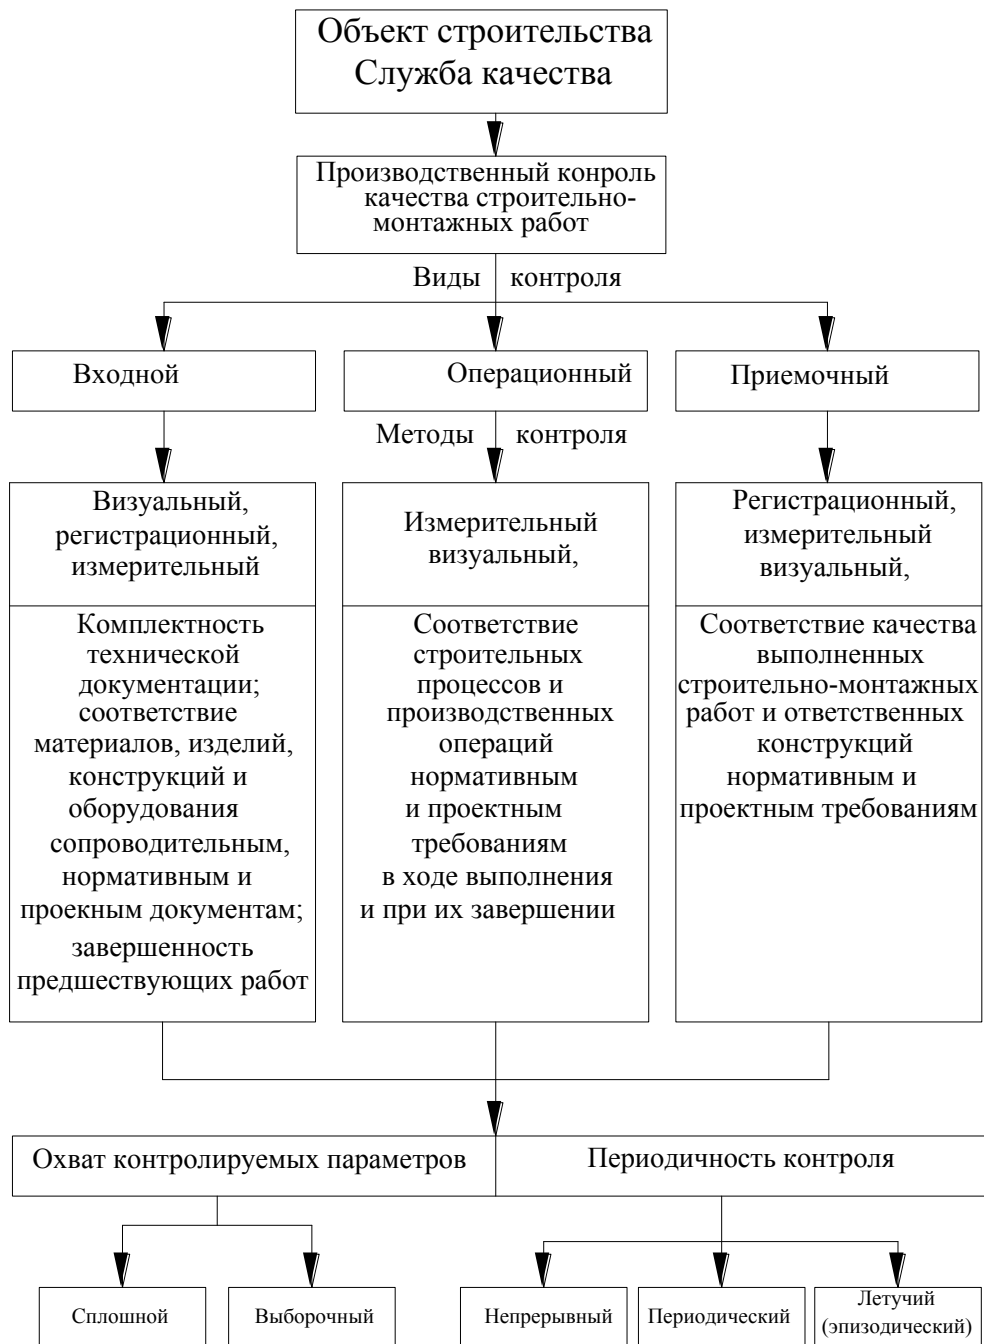 Объект строительства
Служба качества
Производственный конроль
качества строительно-
монтажных работ
Виды контроля
Входной
Операционный
Приемочный
Методы контроля
Визуальный,
регистрационный,
измерительный
Комплектность
технической
документации;
соответствие
материалов, изделий,
конструкций и
оборудования
сопроводительным,
нормативным и
проекным документам;
завершенность
предшествующих работ
Измерительный
визуальный,
Соответствие
строительных
процессов и
производственных
операций
нормативным
и проектным
требованиям
в ходе выполнения
и при их завершении
Регистрационный,
измерительный
визуальный,
Соответствие качества
выполненных
строительно-монтажных
работ и ответственных
конструкций
нормативным и
проектным требованиям
Охват контролируемых параметров
Периодичность контроля
Сплошной
Выборочный
Непрерывный
Периодический
Летучий
(эпизодический)